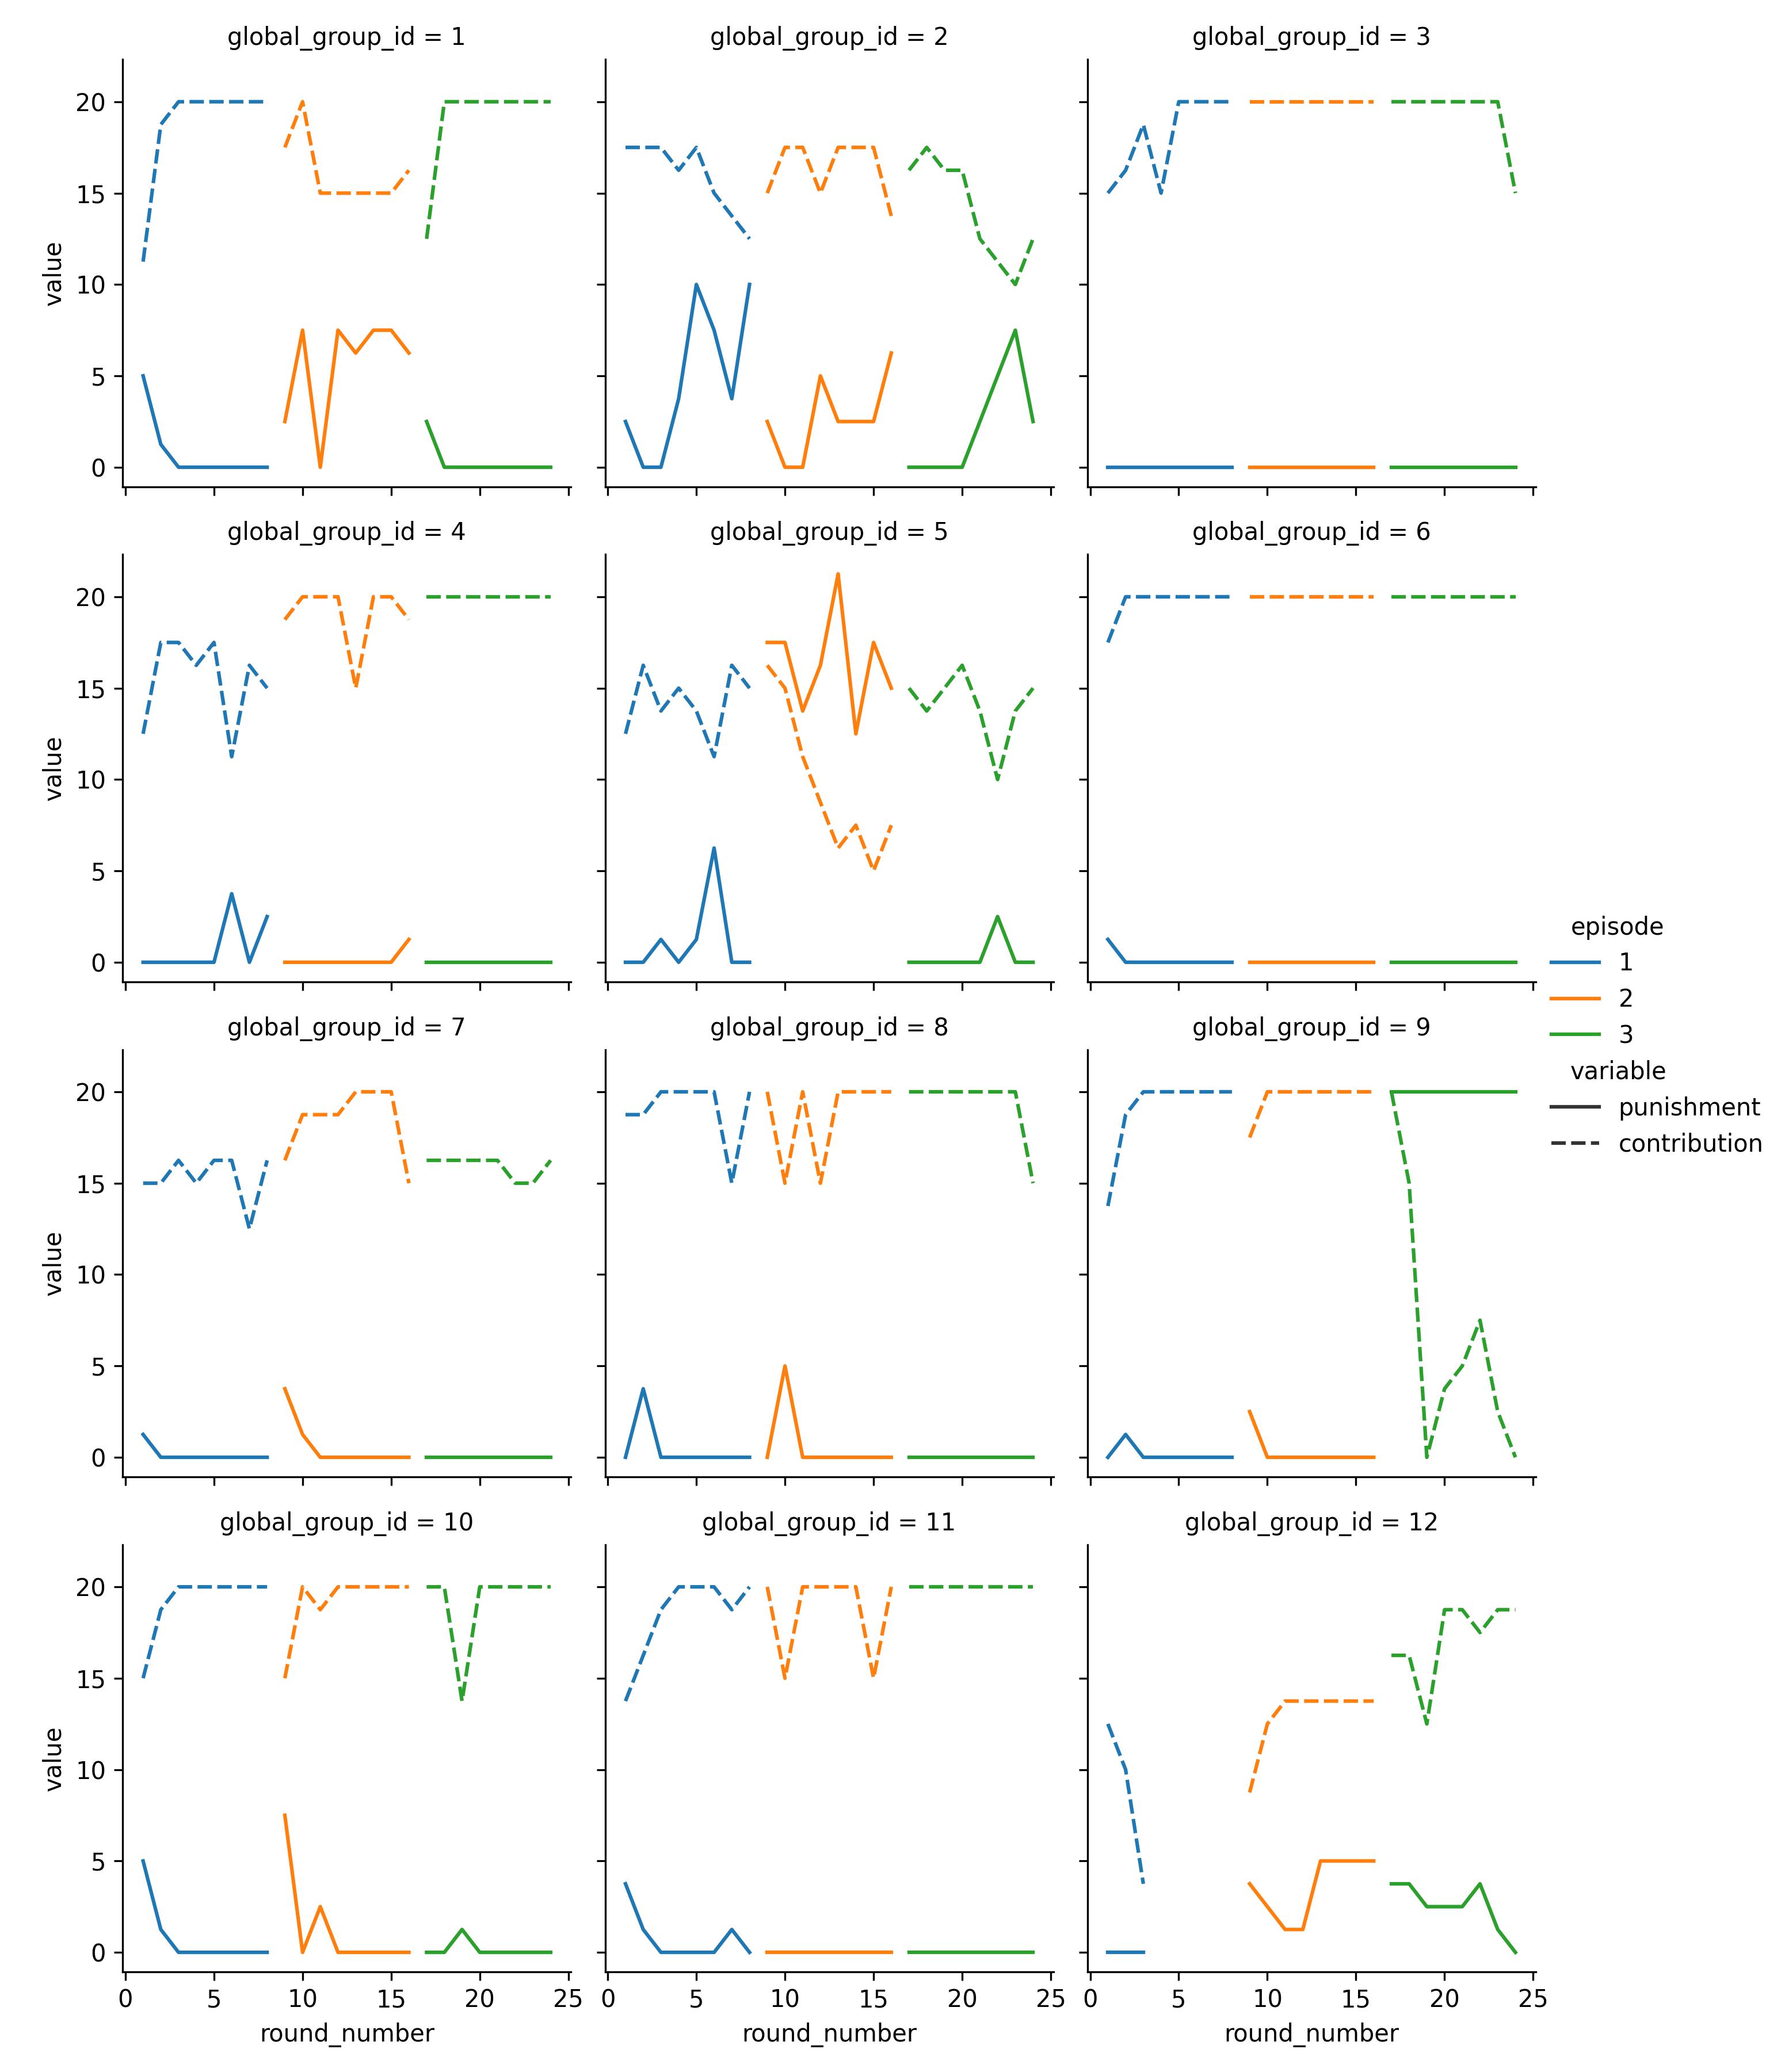 global_group_id = 1
global_group_id = 2
global_group_id = 3
value
20
15
10
5
0
global_group_id = 4
global_group_id = 5
global_group_id = 6
value
20
15
10
5
0
episode
1
2
3
variable
punishment
contribution
global_group_id = 7
global_group_id = 8
global_group_id = 9
value
20
15
10
5
0
global_group_id = 10
global_group_id = 11
global_group_id = 12
value
20
15
10
5
0
0 5 10 15 20 25
0 5 10 15 20 25
0 5 10 15 20 25
round_number
round_number
round_number